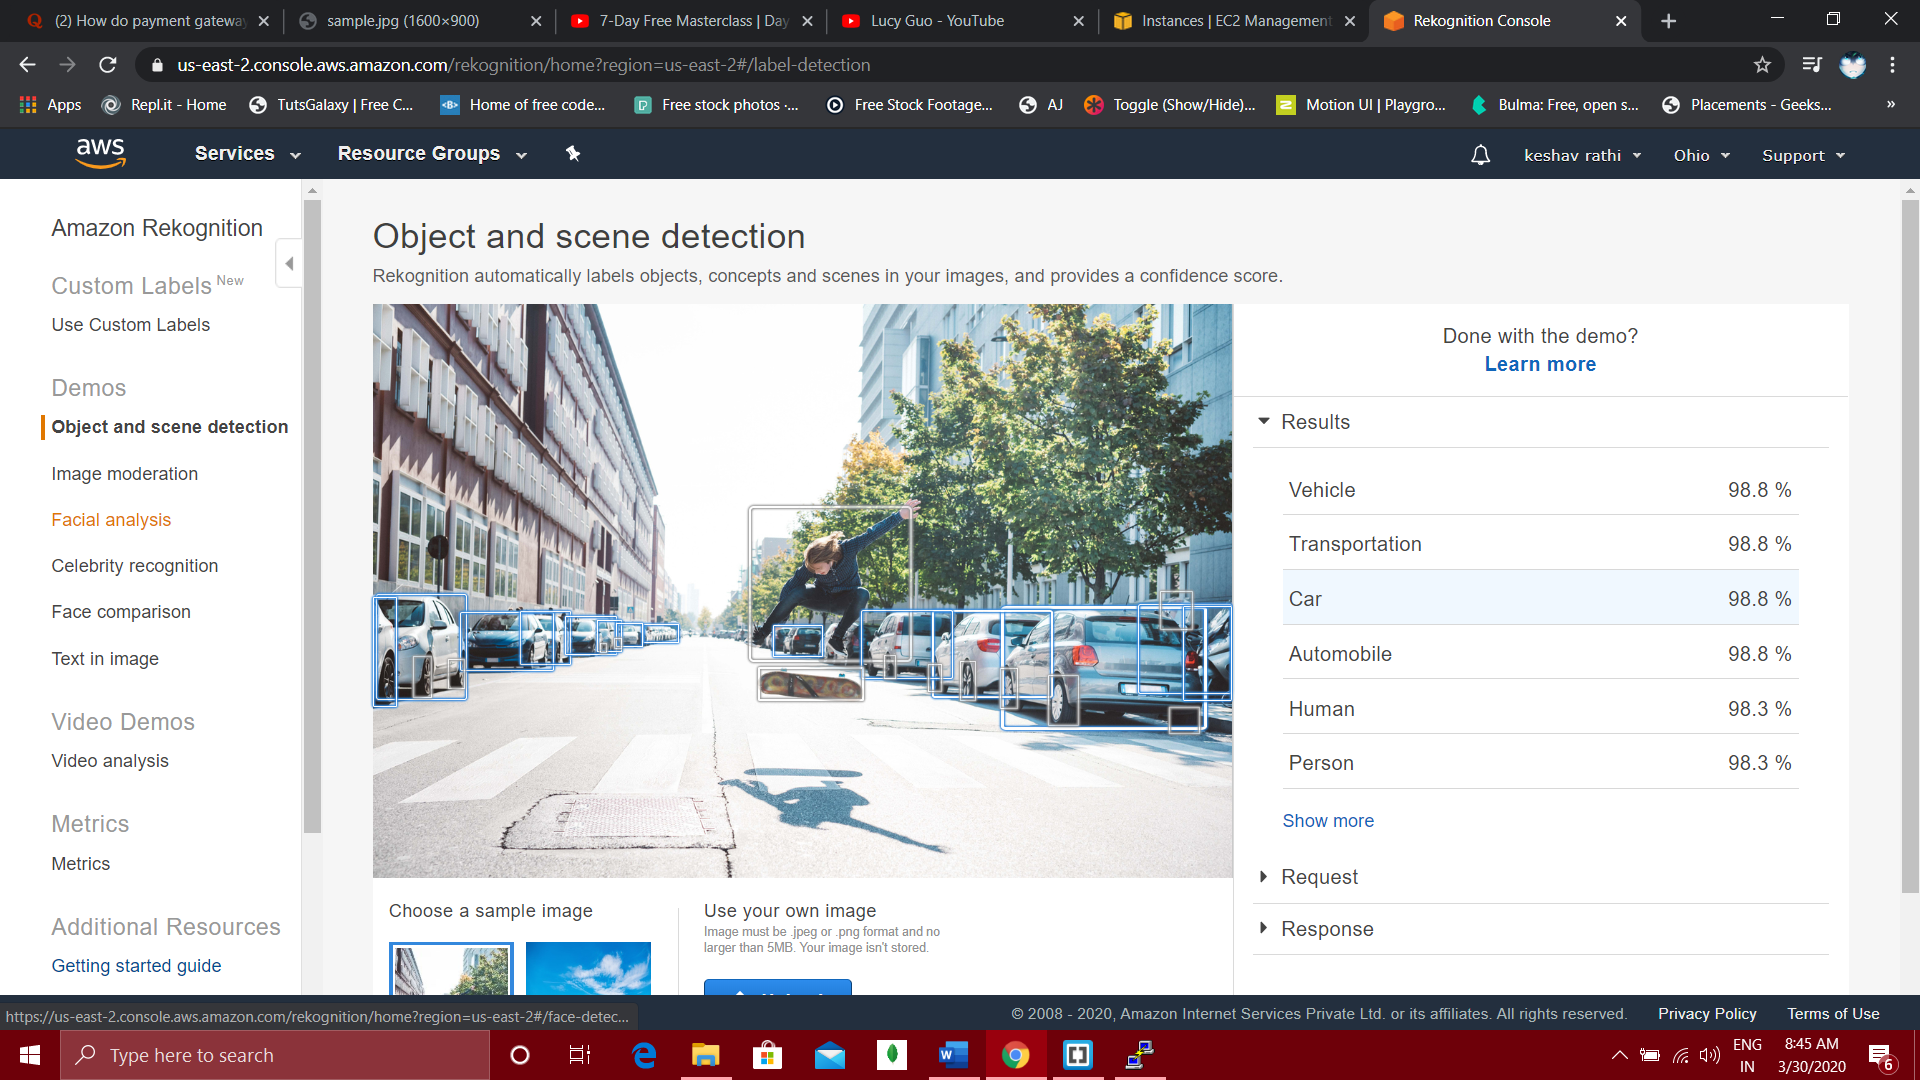 (2) How do payment gateway
sample.jpg (1600×900)
7-Day Free Masterclass | Day
Lucy Guo - YouTube
Instances | EC2 Management
Rekognition Console
us-east-2.console.aws.amazon.com/rekognition/home?region=us-east-2#/label-detection
Apps
Repl.it - Home
TutsGalaxy | Free C...
Home of free code...
Free stock photos ·...
Free Stock Footage...
AJ
Toggle (Show/Hide)...
Motion UI | Playgro...
Bulma: Free, open s...
Placements - Geeks...
»
aws
Services
Resource Groups
keshav rathi
Ohio
Support
Amazon Rekognition
Custom Labels New
Use Custom Labels
Demos
Object and scene detection
Image moderation
Facial analysis
Celebrity recognition
Face comparison
Text in image
Video Demos
Video analysis
Metrics
Metrics
Additional Resources
Getting started guide
Object and scene detection
Rekognition automatically labels objects, concepts and scenes in your images, and provides a confidence score.
Choose a sample image
Use your own image
Image must be .jpeg or .png format and no
larger than 5MB. Your image isn't stored.
Done with the demo?
Learn more
Results
Vehicle 98.8 %
Transportation 98.8 %
Car 98.8 %
Automobile 98.8 %
Human 98.3 %
Person 98.3 %
Show more
Request
Response
https://us-east-2.console.aws.amazon.com/rekognition/home?region=us-east-2#/face-detec...
© 2008 - 2020, Amazon Internet Services Private Ltd. or its affiliates. All rights reserved.
Privacy Policy
Terms of Use
Type here to search
ENG
IN
8:45 AM
3/30/2020
6